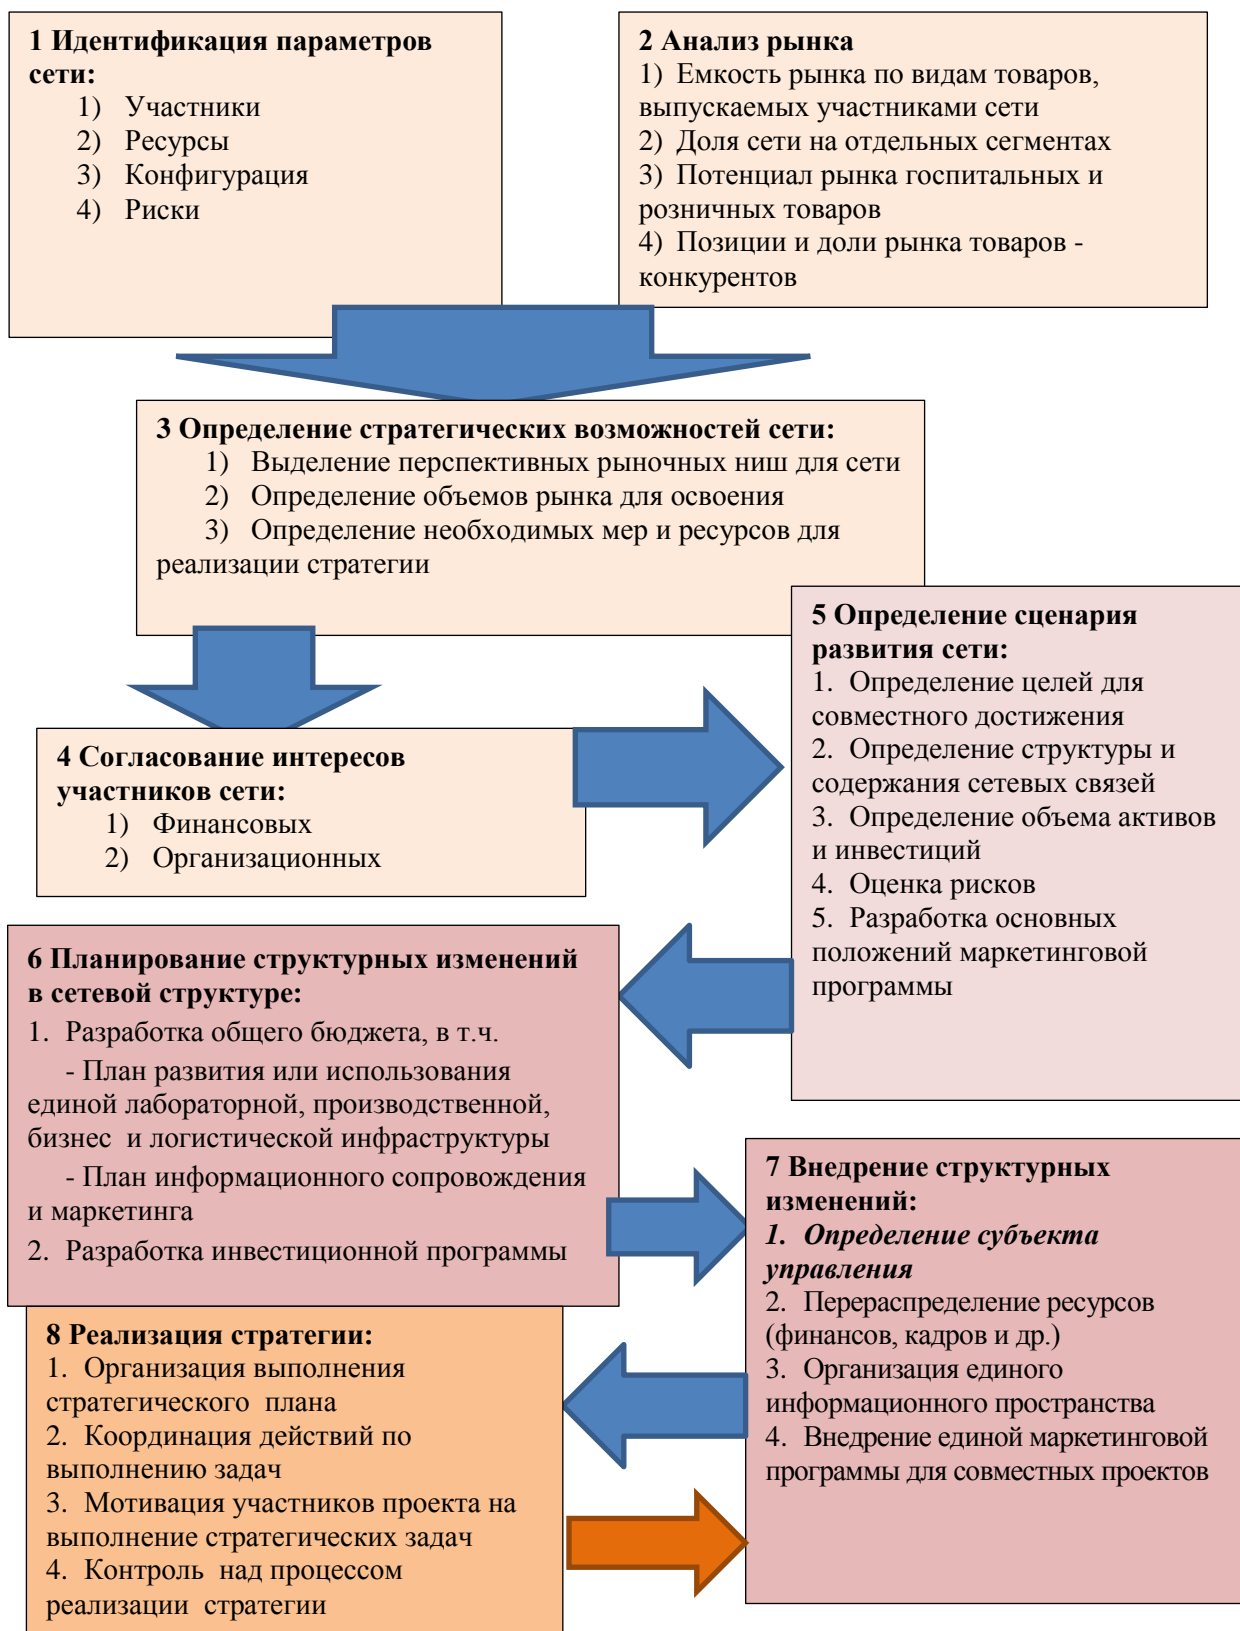 1 Идентификация параметров
сети:
1) Участники
2) Ресурсы
3) Конфигурация
4) Риски
2 Анализ рынка
1) Емкость рынка по видам товаров,
выпускаемых участниками сети
2) Доля сети на отдельных сегментах
3) Потенциал рынка госпитальных и
розничных товаров
4) Позиции и доли рынка товаров -
конкурентов
3 Определение стратегических возможностей сети:
1) Выделение перспективных рыночных ниш для сети
2) Определение объемов рынка для освоения
3) Определение необходимых мер и ресурсов для
реализации стратегии
4 Согласование интересов
участников сети:
1) Финансовых
2) Организационных
5 Определение сценария
развития сети:
1. Определение целей для
совместного достижения
2. Определение структуры и
содержания сетевых связей
3. Определение объема активов
и инвестиций
4. Оценка рисков
5. Разработка основных
положений маркетинговой
программы
6 Планирование структурных изменений
в сетевой структуре:
1. Разработка общего бюджета, в т.ч.
- План развития или использования
единой лабораторной, производственной,
бизнес и логистической инфраструктуры
- План информационного сопровождения
и маркетинга
2. Разработка инвестиционной программы
7 Внедрение структурных
изменений:
1. Определение субъекта
управления
2. Перераспределение ресурсов
(финансов, кадров и др.)
3. Организация единого
информационного пространства
4. Внедрение единой маркетинговой
программы для совместных проектов
8 Реализация стратегии:
1. Организация выполнения
стратегического плана
2. Координация действий по
выполнению задач
3. Мотивация участников проекта на
выполнение стратегических задач
4. Контроль над процессом
реализации стратегии